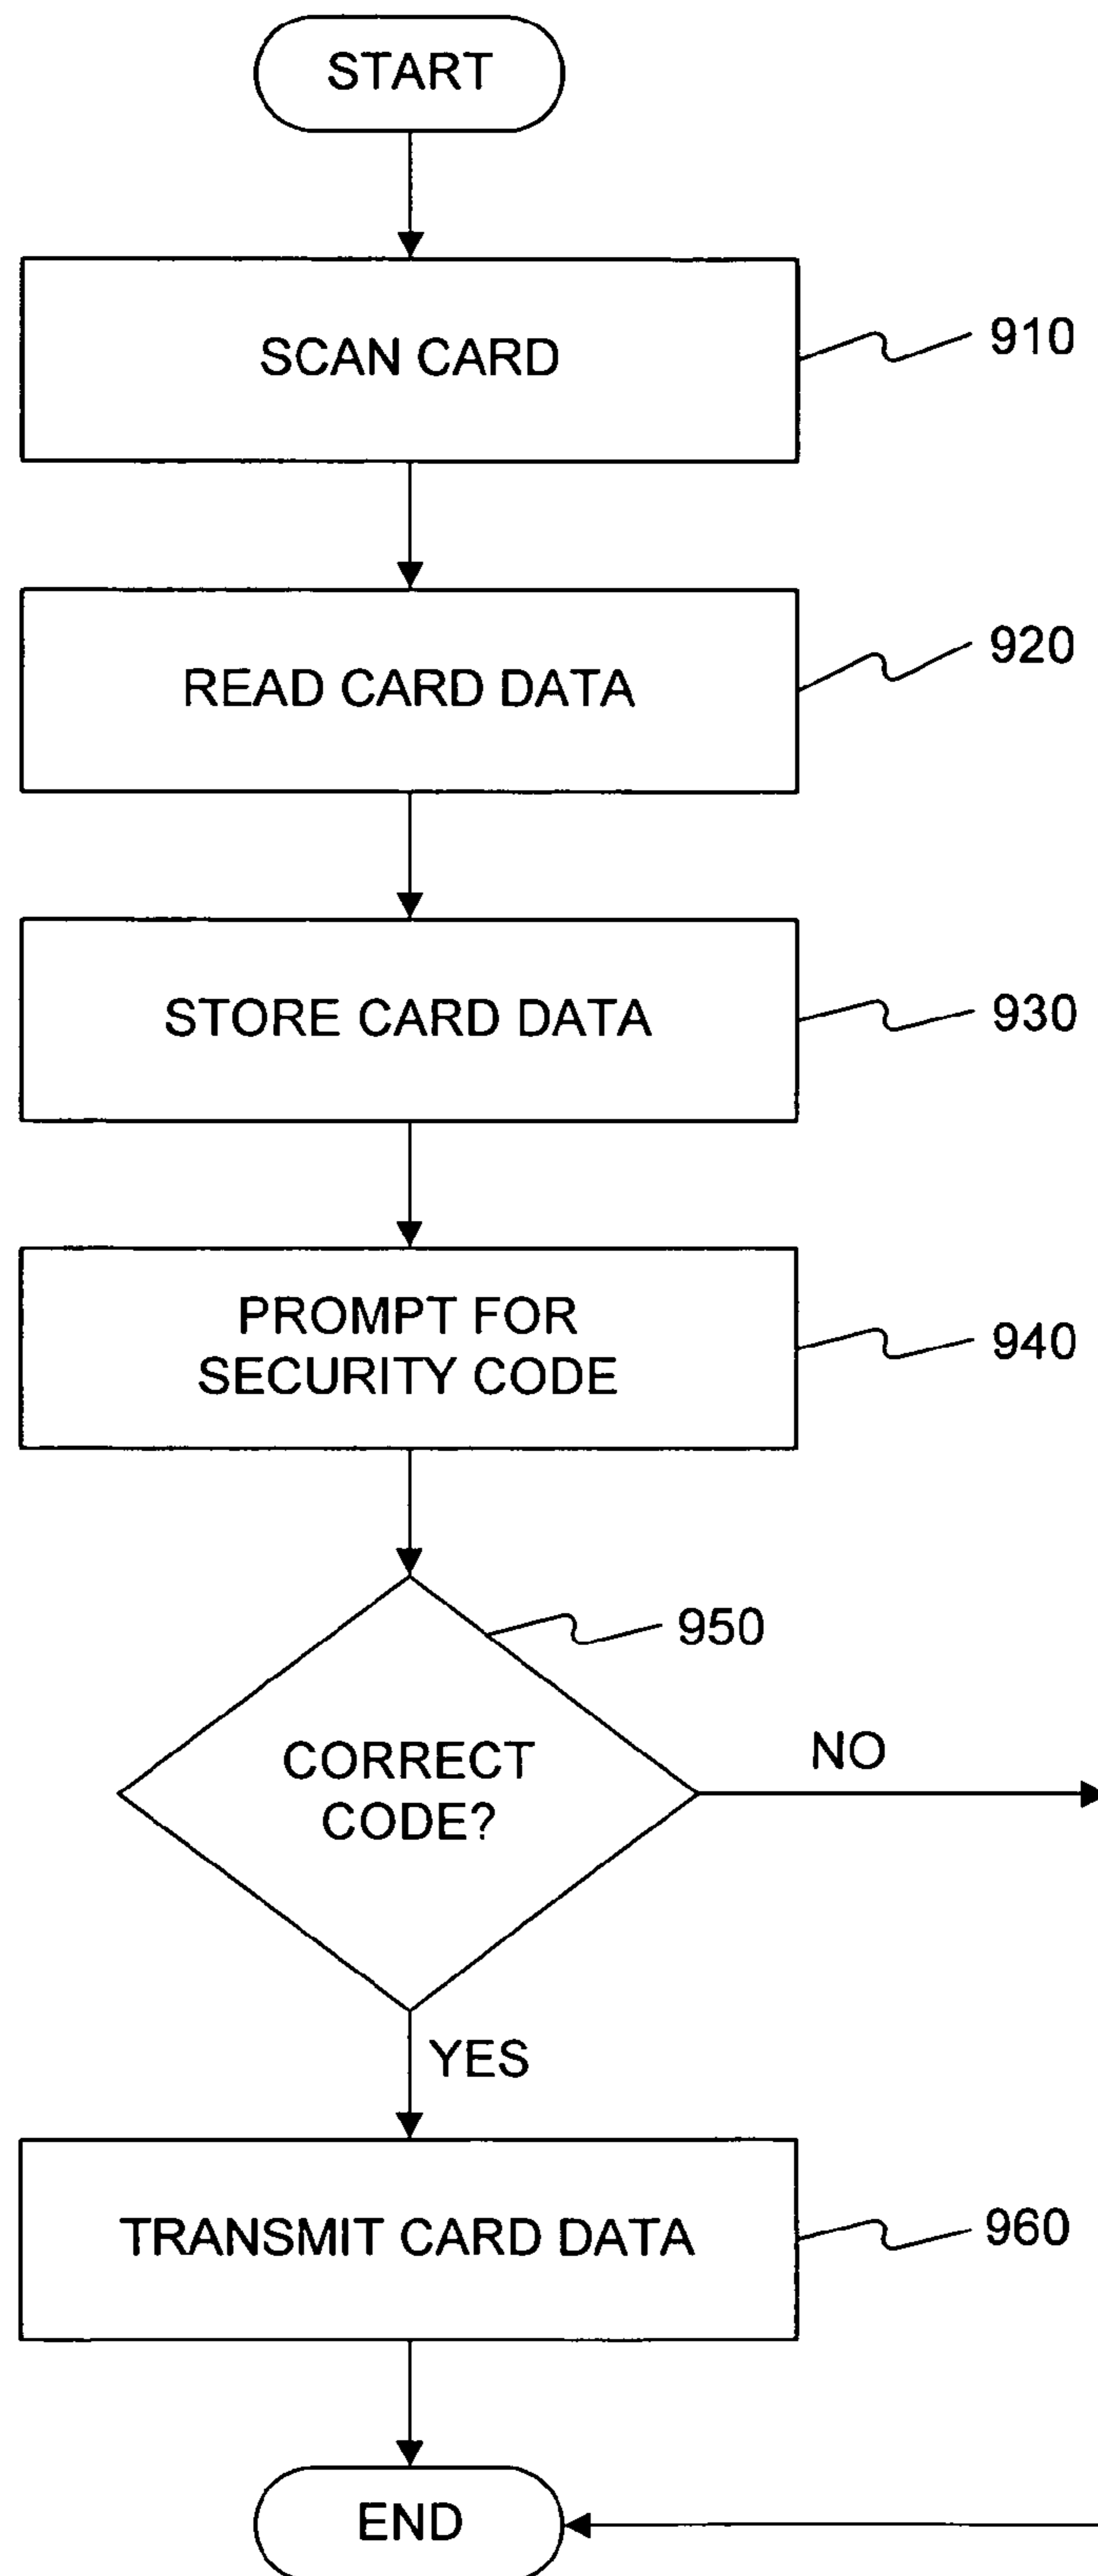 START
SCAN CARD
910
READ CARD DATA
920
STORE CARD DATA
930
PROMPT FOR
SECURITY CODE
940
950
CORRECT
CODE?
NO
YES
TRANSMIT CARD DATA
960
END